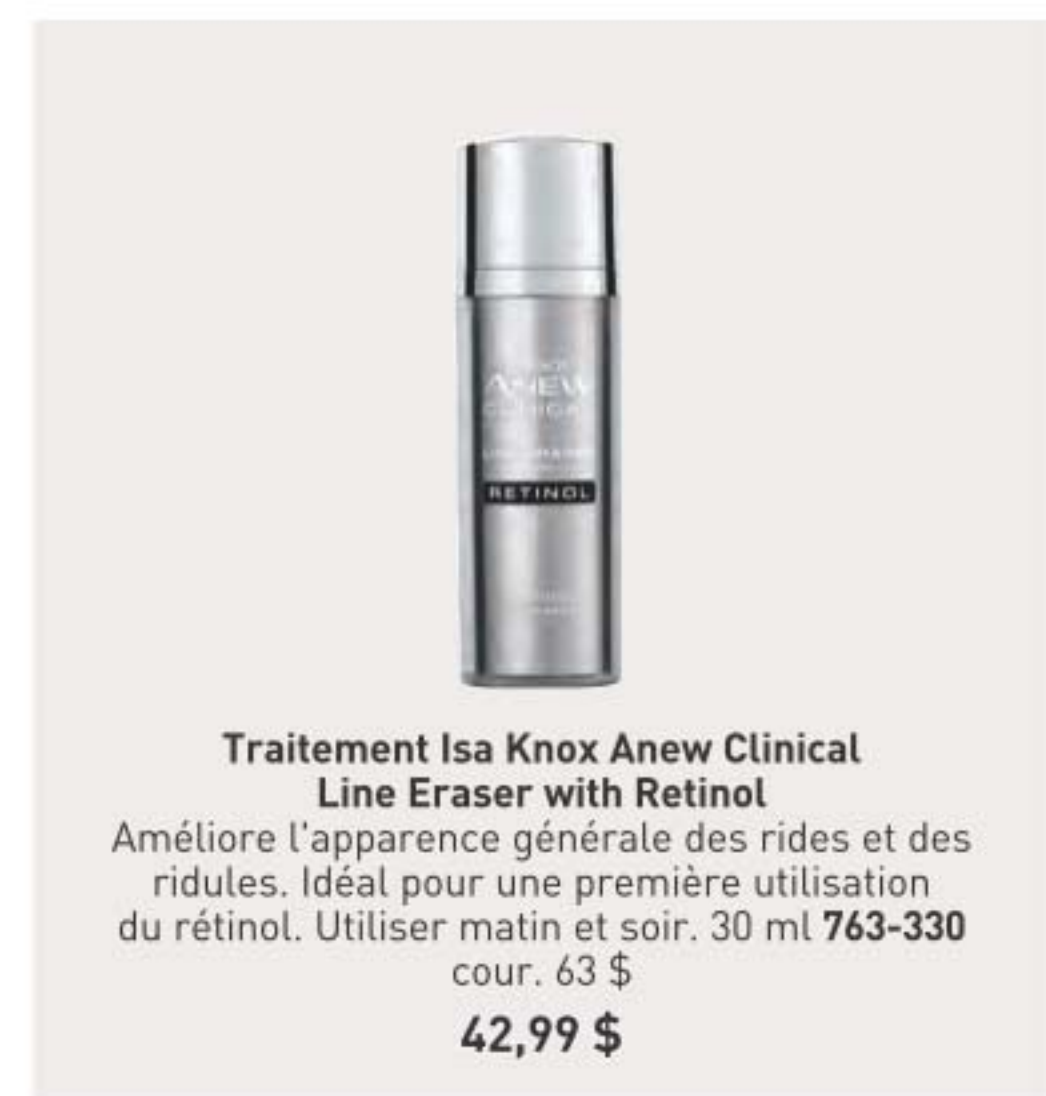 ANEW
CLINICAL
RETINOL
Traitement Isa Knox Anew Clinical
Line Eraser with Retinol
Améliore l'apparence générale des rides et des
ridules. Idéal pour une première utilisation
du rétinol. Utiliser matin et soir. 30 ml 763-330
cour. 63 $
42,99 $